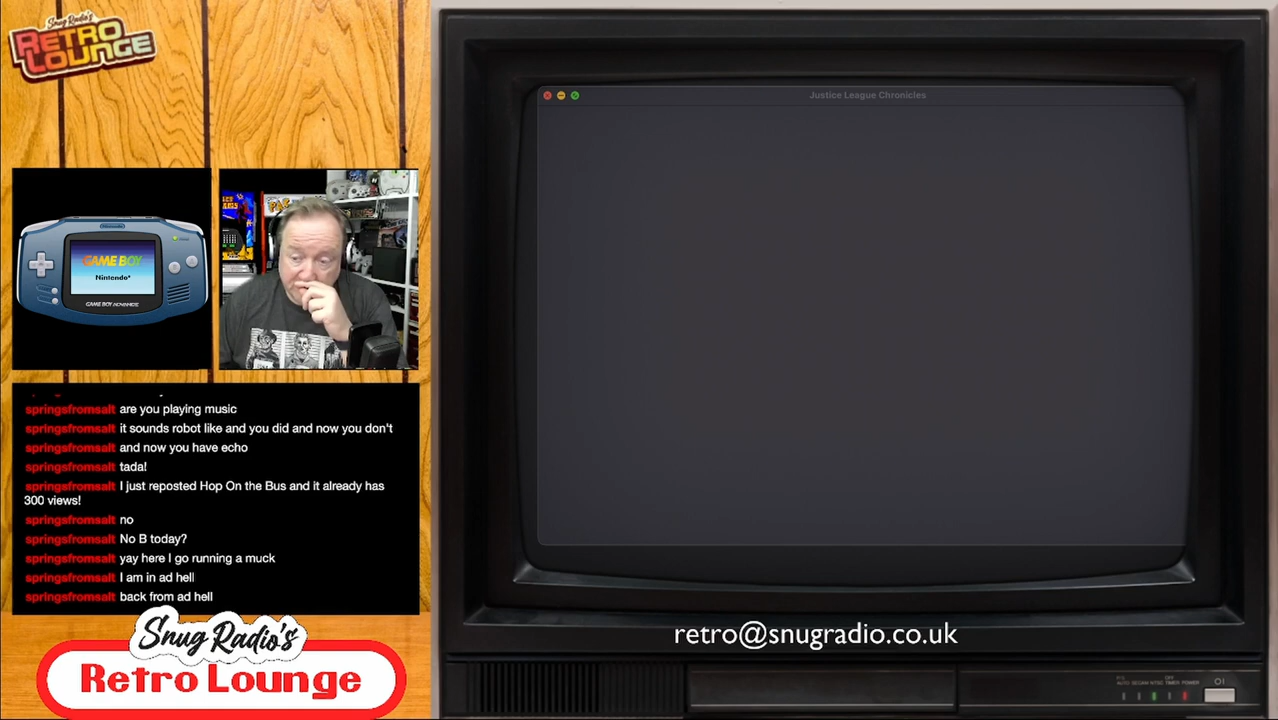 Snug Radio's
RETRO
LOUNGE
Justice League Chronicles
PAC
GAME BOY
Nintendo®
GAME BOY ADVANCE
springsfromsalt are you playing music
springsfromsalt it sounds robot like and you did and now you don't
springsfromsalt and now you have echo
springsfromsalt tada!
springsfromsalt I just reposted Hop On the Bus and it already has
300 views!
springsfromsalt no
springsfromsalt No B today?
springsfromsalt yay here I go running a muck
springsfromsalt I am in ad hell
springsfromsalt back from ad hell
Snug Radio's
Retro Lounge
retro@snugradio.co.uk